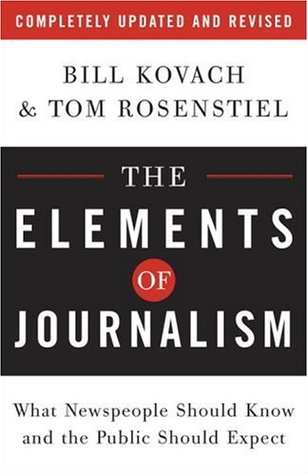 COMPLETELY UPDATED AND REVISED
BILL KOVACH
& TOM ROSENSTIEL
THE
ELEMENTS
OF
JOURNALISM
What Newspeople Should Know
and the Public Should Expect